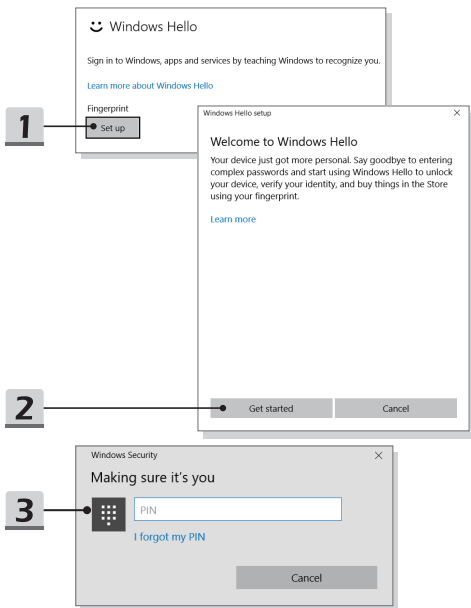 Windows Hello
Sign in to Windows, apps and services by teaching Windows to recognize you.
Learn more about Windows Hello
Fingerprint
1
Set up
Windows Hello setup
Welcome to Windows Hello
Your device just got more personal. Say goodbye to entering
complex passwords and start using Windows Hello to unlock
your device, verify your identity, and buy things in the Store
using your fingerprint.
Learn more
2
Get started
Cancel
Windows Security
Making sure it's you
3
PIN
I forgot my PIN
Cancel